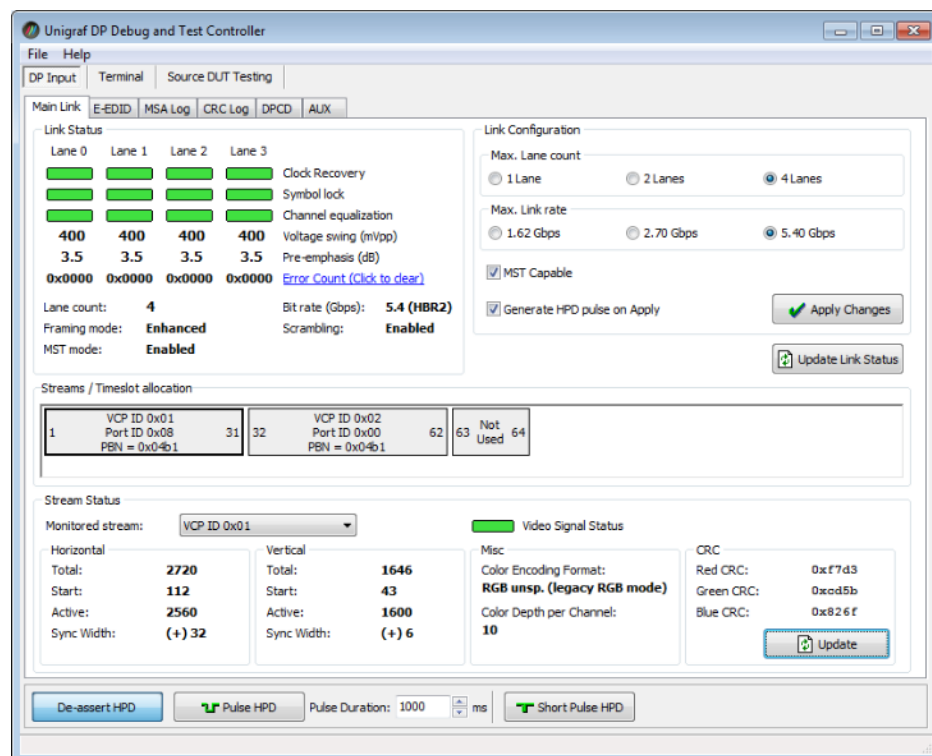 Unigraf DP Debug and Test Controller
File Help
DP Input Terminal Source DUT Testing
Main Link E-EDID MSA Log CRC Log DPCD AUX
Link Status
Lane 0 Lane 1 Lane 2 Lane 3
Clock Recovery
Symbol lock
Channel equalization
400 400 400 400 Voltage swing (mVpp)
3.5 3.5 3.5 3.5 Pre-emphasis (dB)
0x0000 0x0000 0x0000 0x0000 Error Count (Click to clear)
Lane count: 4 Bit rate (Gbps): 5.4 (HBR2)
Framing mode: Enhanced Scrambling: Enabled
MST mode: Enabled
Link Configuration
Max. Lane count
1 Lane 2 Lanes 4 Lanes
Max. Link rate
1.62 Gbps 2.70 Gbps 5.40 Gbps
MST Capable
Generate HPD pulse on Apply Apply Changes
Update Link Status
Streams / Timeslot allocation
VCP ID 0x01
1 Port ID 0x08 31
PBN = 0x04b1
VCP ID 0x02
32 Port ID 0x00 62
PBN = 0x04b1
63 Not Used 64
Stream Status
Monitored stream: VCP ID 0x01 Video Signal Status
Horizontal
Total: 2720
Start: 112
Active: 2560
Sync Width: (+) 32
Vertical
Total: 1646
Start: 43
Active: 1600
Sync Width: (+) 6
Misc
Color Encoding Format:
RGB unsp. (legacy RGB mode)
Color Depth per Channel:
10
CRC
Red CRC: 0xf7d3
Green CRC: 0xcd5b
Blue CRC: 0x826f
Update
De-assert HPD Pulse HPD Pulse Duration: 1000 ms Short Pulse HPD